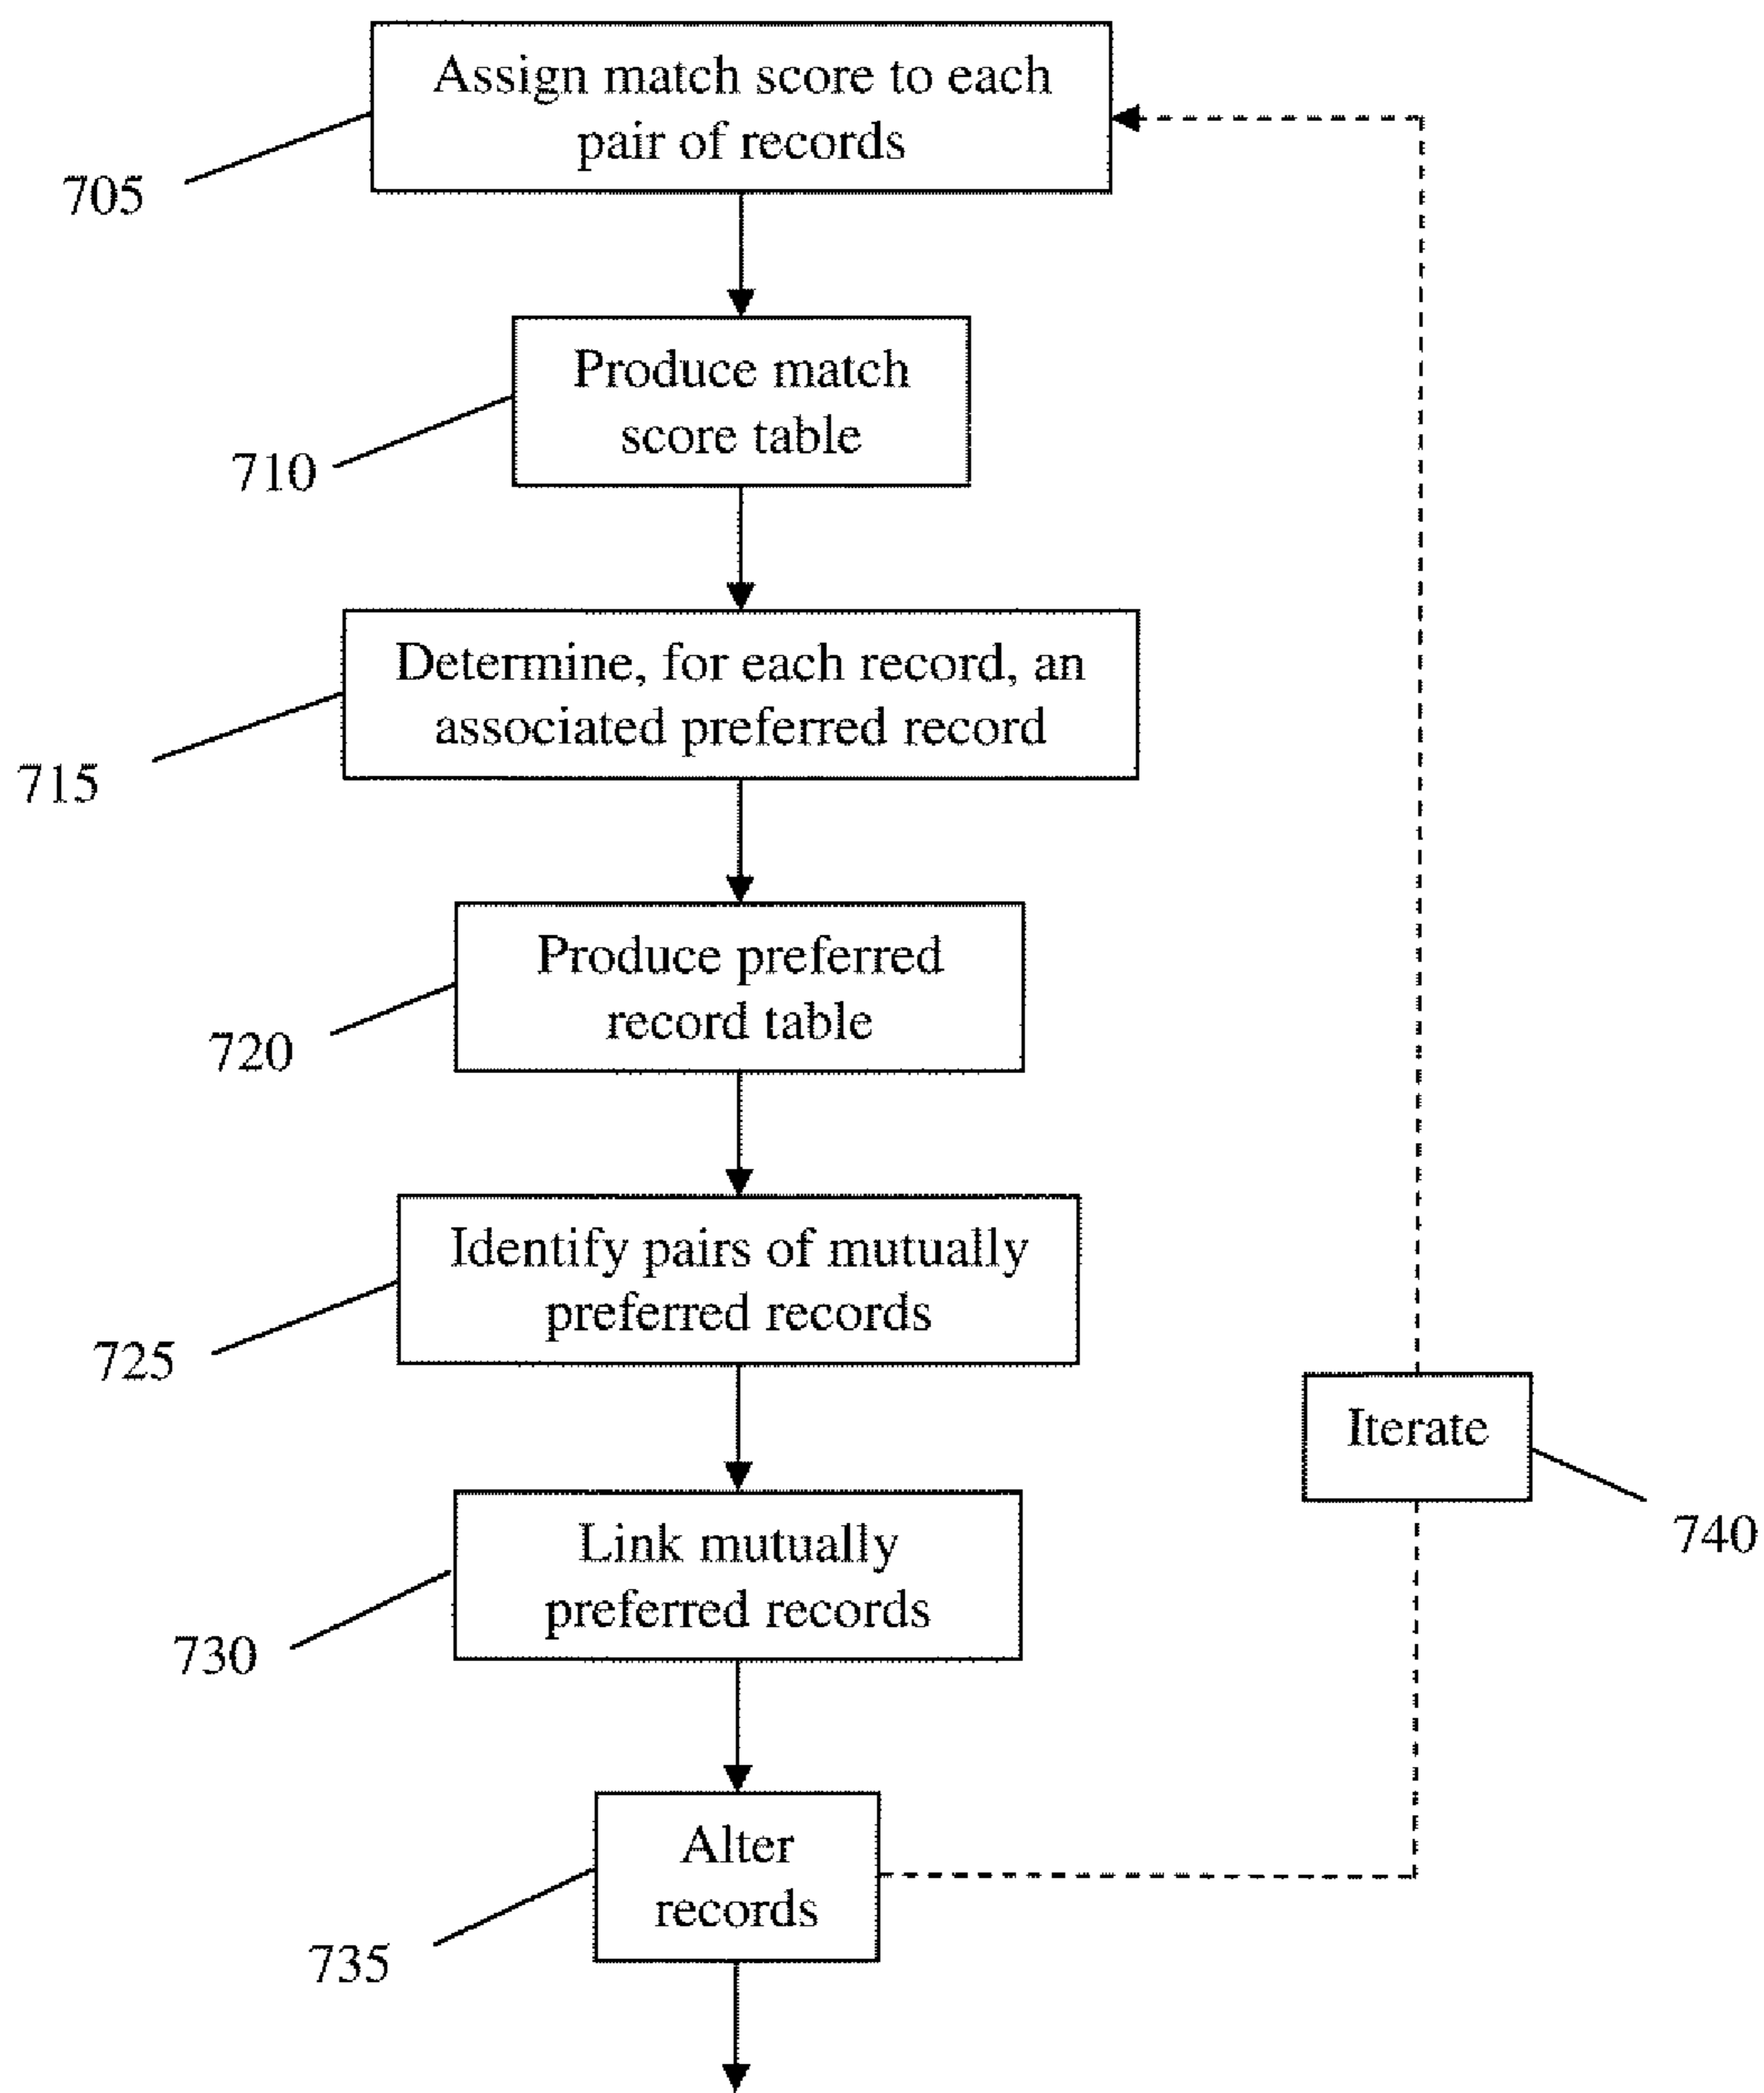 Assign match score to each
pair of records
705
Produce match
score table
710
Determine, for each record, an
associated preferred record
715
Produce preferred
record table
720
Identify pairs of mutually
preferred records
725
Iterate
740
Link mutually
preferred records
730
Alter
records
735